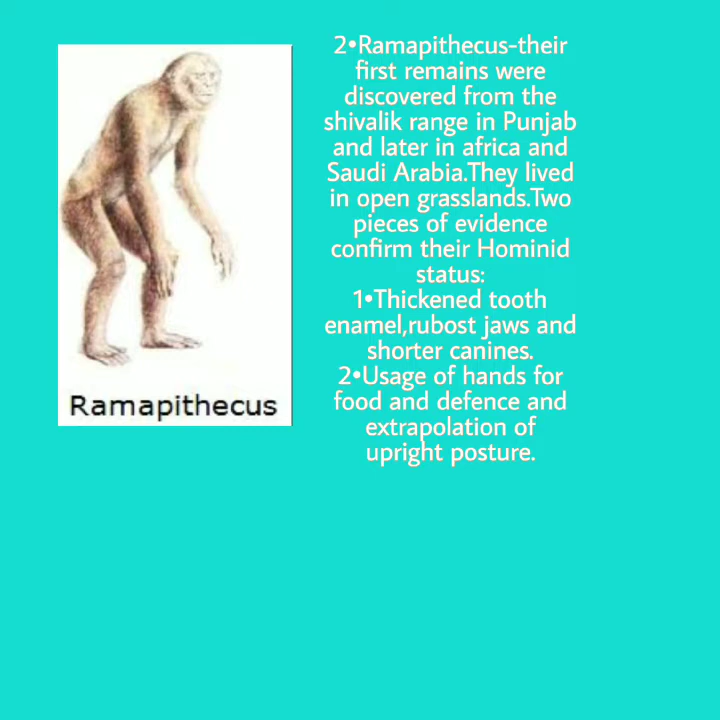 2•Ramapithecus-their
first remains were
discovered from the
shivalik range in Punjab
and later in africa and
Saudi Arabia.They lived
in open grasslands.Two
pieces of evidence
confirm their Hominid
status:
1•Thickened tooth
enamel,rubost jaws and
shorter canines.
2•Usage of hands for
food and defence and
extrapolation of
upright posture.
Ramapithecus